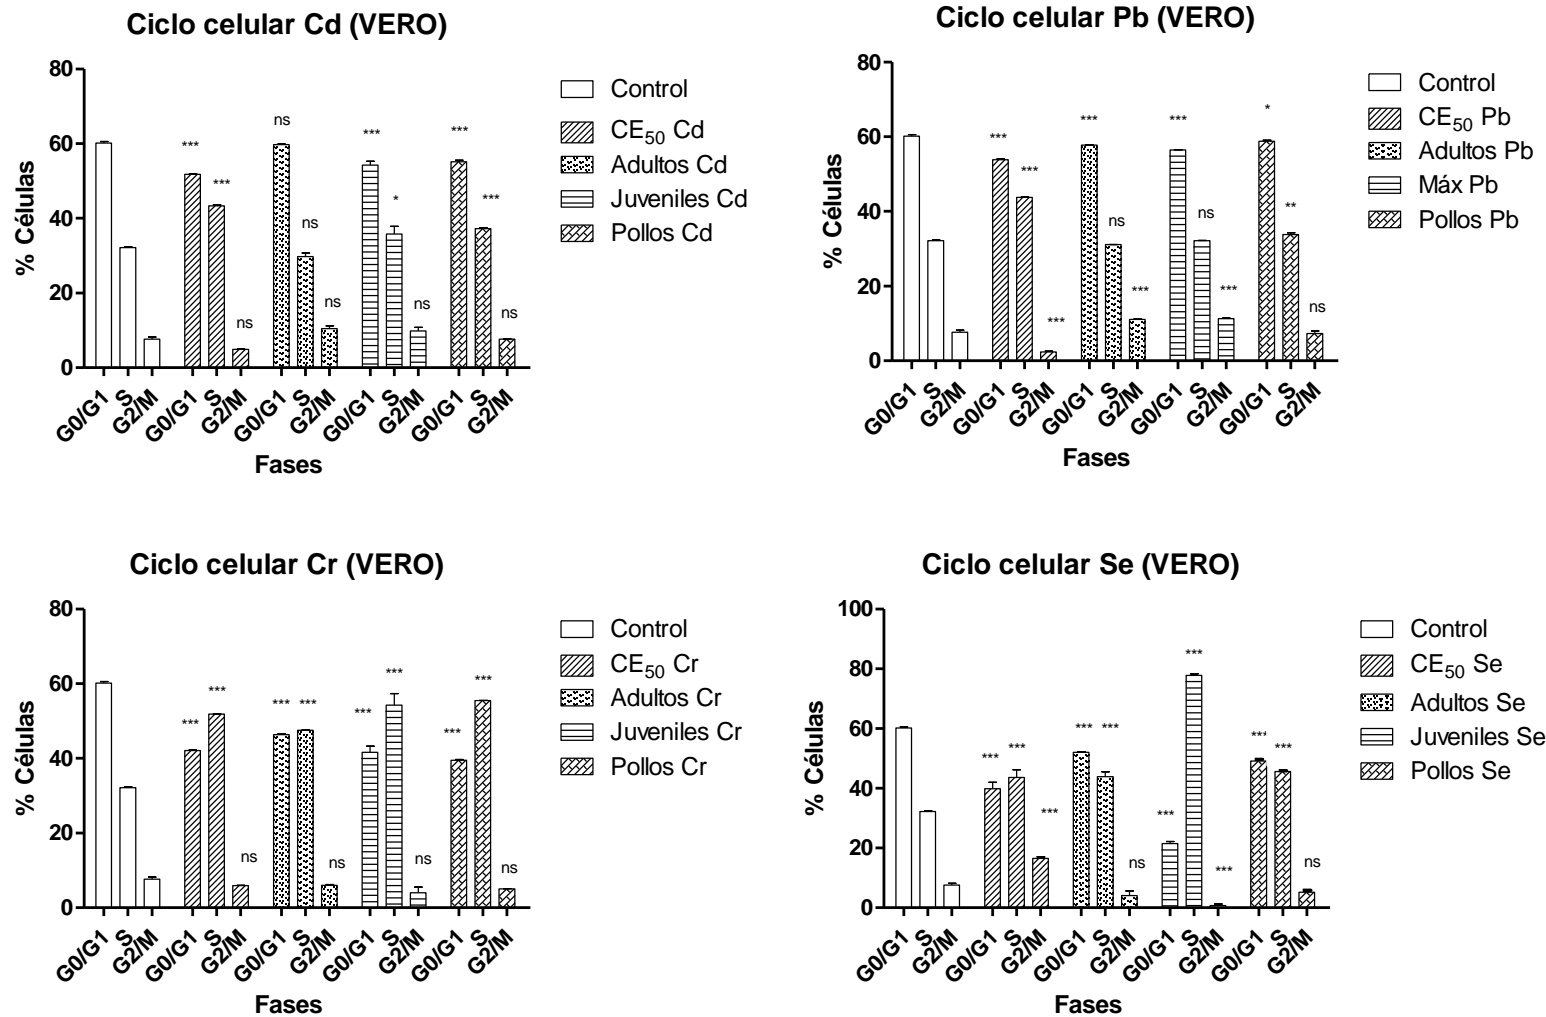 Ciclo celular Cd (VERO)
80
60
40
20
0
% Células
*** *** ns
ns ns ns
*** * ns
*** *** ns
G0/G1 S G2/M G0/G1 S G2/M G0/G1 S G2/M G0/G1 S G2/M G0/G1 S G2/M
Fases
Control
CE50 Cd
Adultos Cd
Juveniles Cd
Pollos Cd
Ciclo celular Pb (VERO)
80
60
40
20
0
% Células
*** *** ***
*** ns ***
*** ns ***
* ** ns
G0/G1 S G2/M G0/G1 S G2/M G0/G1 S G2/M G0/G1 S G2/M G0/G1 S G2/M
Fases
Control
CE50 Pb
Adultos Pb
Máx Pb
Pollos Pb
Ciclo celular Cr (VERO)
80
60
40
20
0
% Células
*** *** ns
*** *** ns
*** *** ns
*** *** ns
G0/G1 S G2/M G0/G1 S G2/M G0/G1 S G2/M G0/G1 S G2/M G0/G1 S G2/M
Fases
Control
CE50 Cr
Adultos Cr
Juveniles Cr
Pollos Cr
Ciclo celular Se (VERO)
100
80
60
40
20
0
% Células
*** *** ***
*** *** ns
*** *** ***
*** *** ns
G0/G1 S G2/M G0/G1 S G2/M G0/G1 S G2/M G0/G1 S G2/M G0/G1 S G2/M
Fases
Control
CE50 Se
Adultos Se
Juveniles Se
Pollos Se